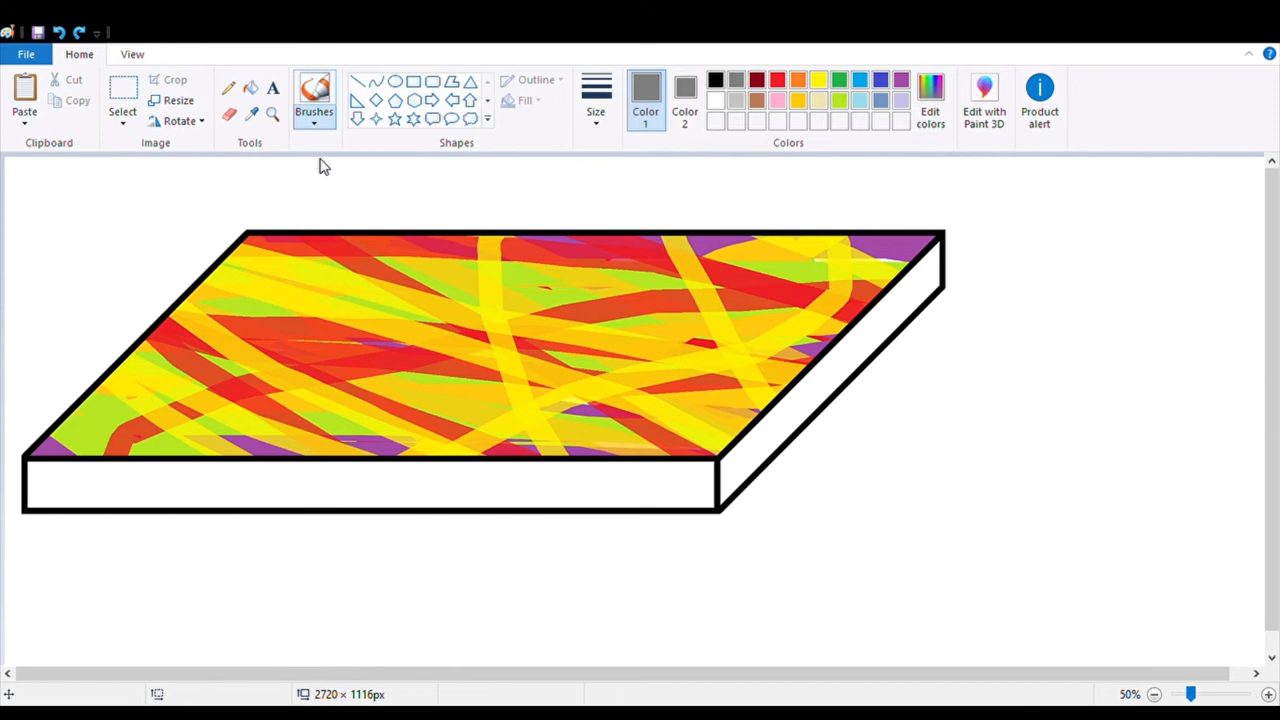 File Home View
Paste Cut Copy
Clipboard
Select Crop Resize Rotate
Image
Tools
Brushes
Outline Fill
Shapes
Size
Color 1
Color 2
Edit colors
Colors
Edit with Paint 3D
Product alert
2720 × 1116px
50%